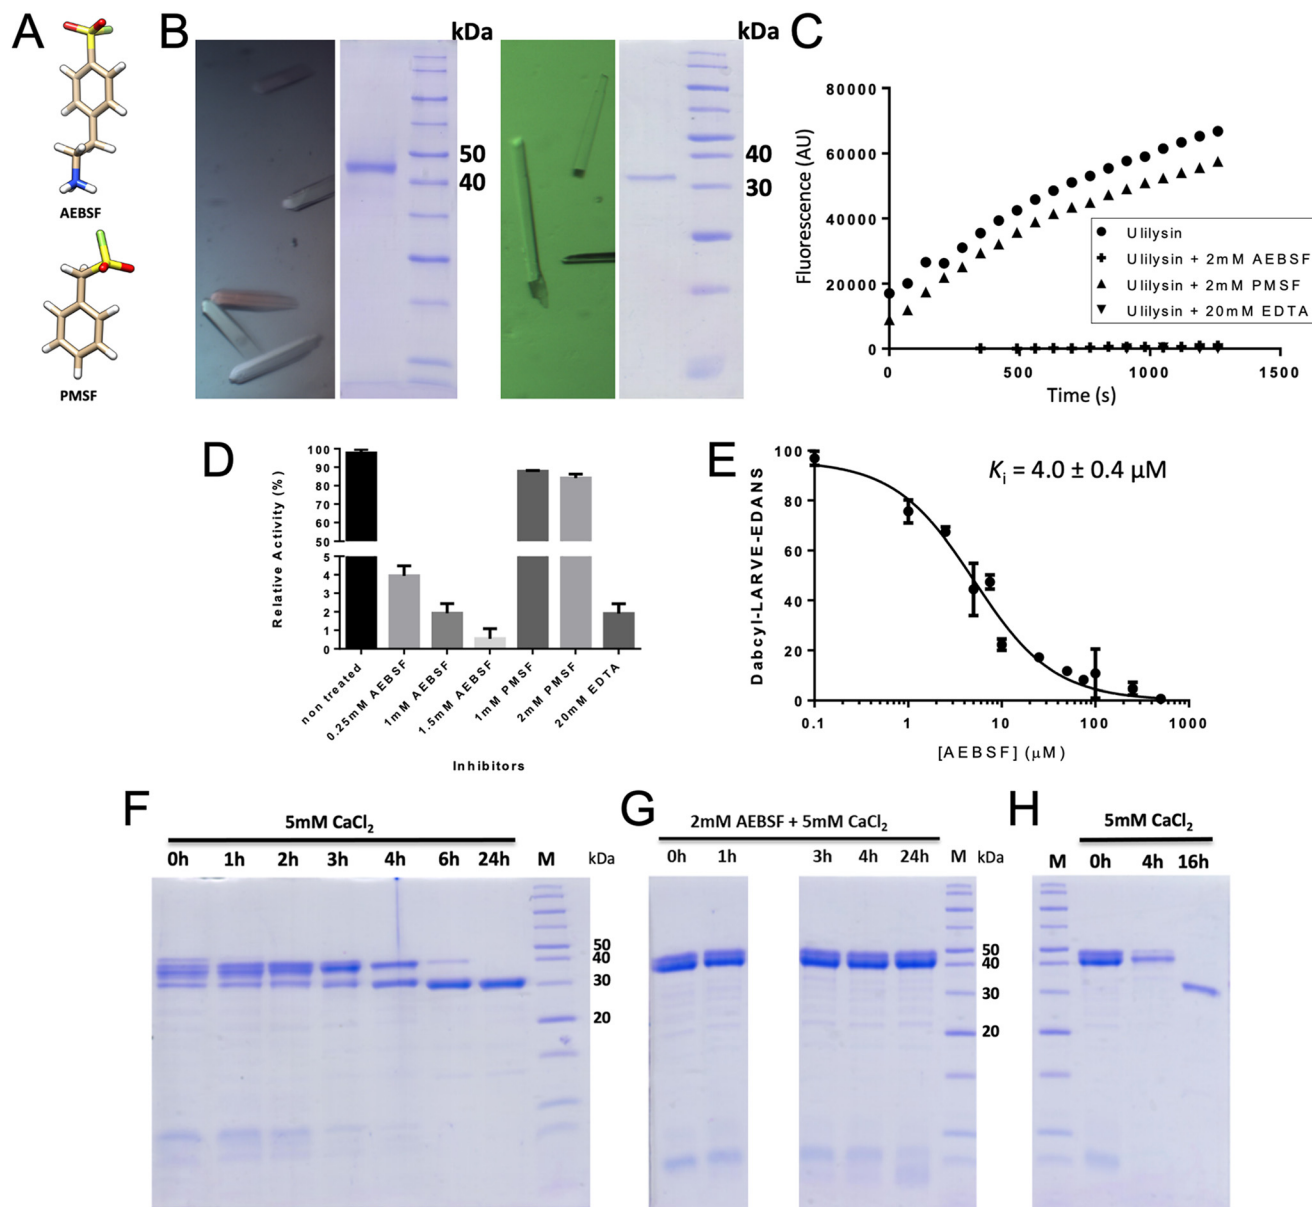 A
AEBSF
PMSF
B
kDa
50
40
kDa
40
30
C
Fluorescence (AU)
80000
60000
40000
20000
0
0
500
1000
1500
Time (s)
Ulilysin
Ulilysin + 2mM AEBSF
Ulilysin + 2mM PMSF
Ulilysin + 20mM EDTA
D
Relative Activity (%)
100
90
80
70
60
50
5
4
3
2
1
0
non treated
0.25mM AEBSF
1mM AEBSF
1.5mM AEBSF
1mM PMSF
2mM PMSF
20mM EDTA
Inhibitors
E
Dabcyl-LARVE-EDANS
100
80
60
40
20
0
Ki = 4.0 ± 0.4 μM
0.1
1
10
100
1000
[AEBSF] (μM)
F
5mM CaCl2
0h 1h 2h 3h 4h 6h 24h M kDa
50
40
30
20
G
2mM AEBSF + 5mM CaCl2
0h 1h 3h 4h 24h M kDa
50
40
30
20
H
5mM CaCl2
M 0h 4h 16h